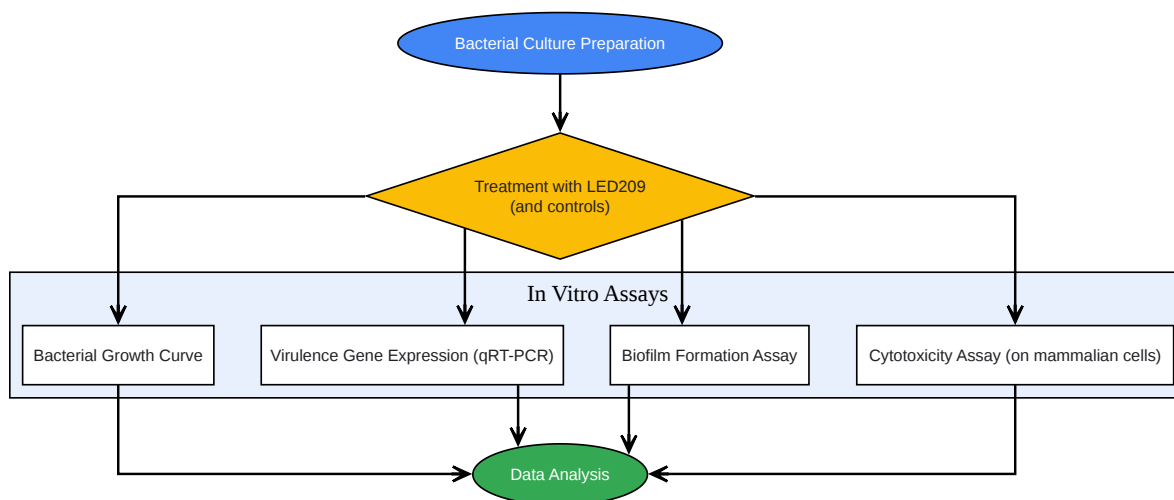 Bacterial Culture Preparation
Treatment with LED209
(and controls)
In Vitro Assays
Bacterial Growth Curve
Virulence Gene Expression (qRT-PCR)
Biofilm Formation Assay
Cytotoxicity Assay (on mammalian cells)
Data Analysis